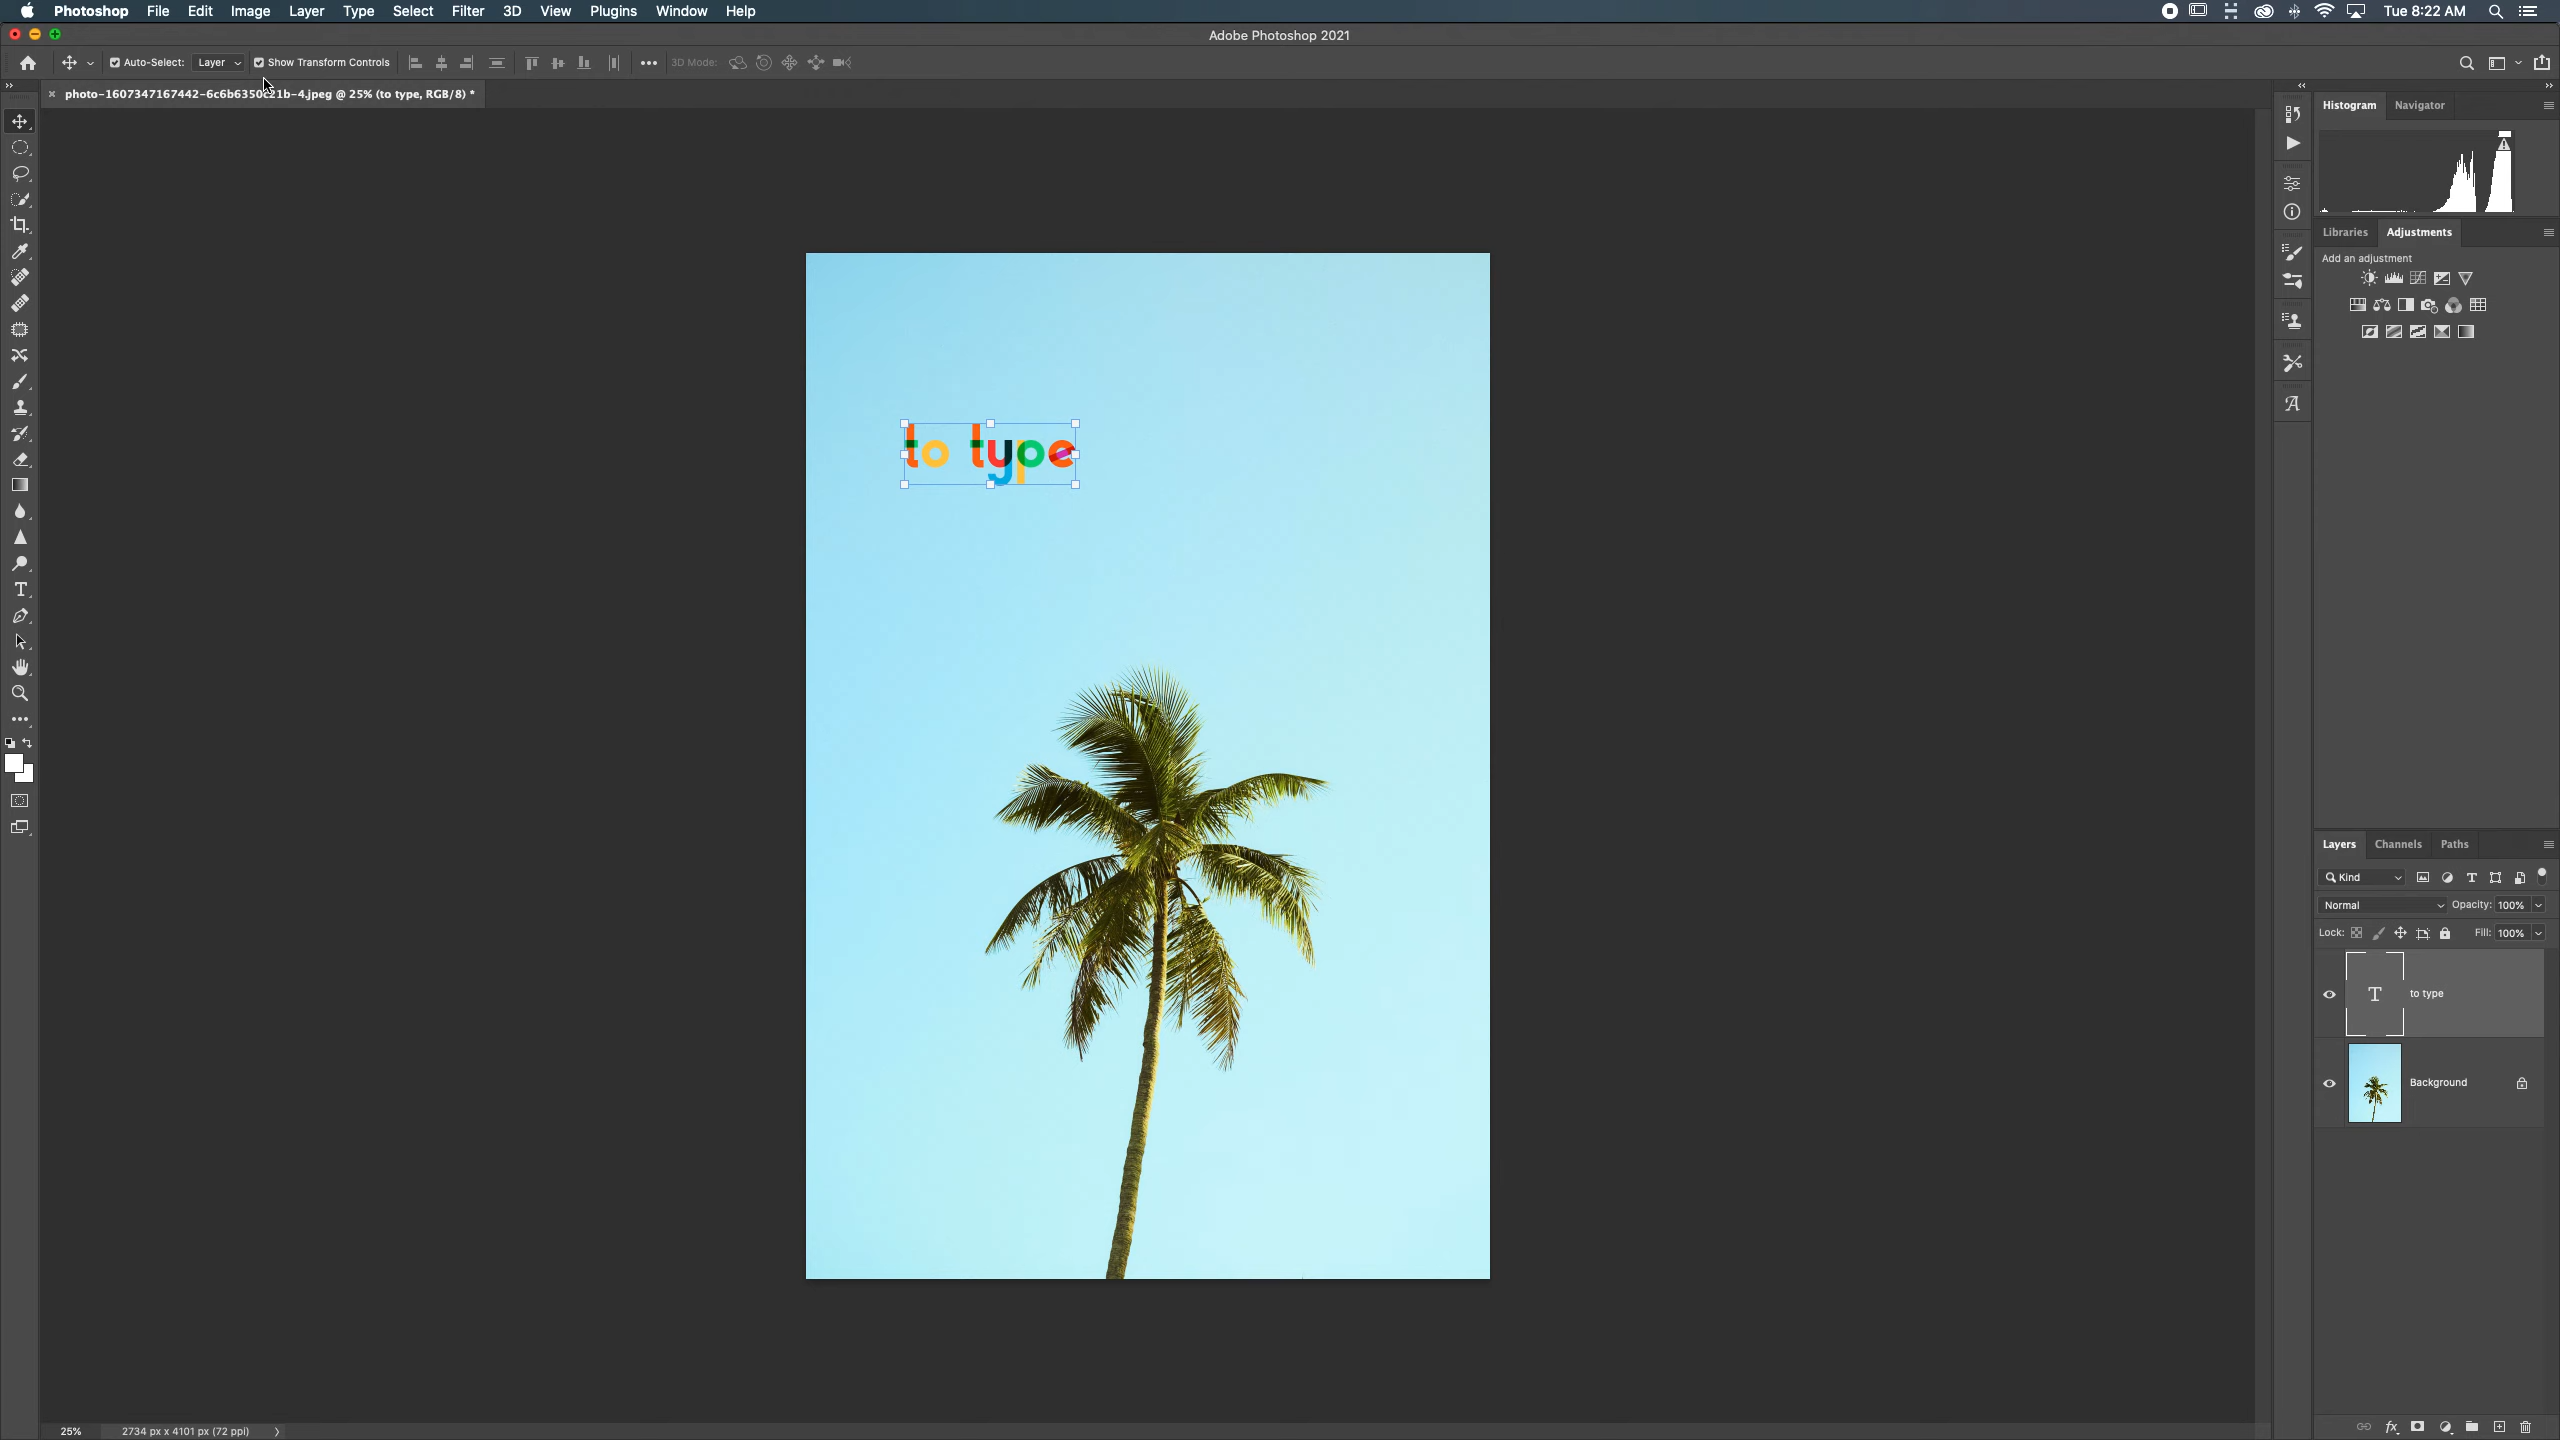 Photoshop File Edit Image Layer Type Select Filter 3D View Plugins Window Help Tue 8:22 AM
Adobe Photoshop 2021
Auto-Select: Layer Show Transform Controls 3D Mode:
photo-1607347167442-6c6b6350c21b-4.jpeg @ 25% (to type, RGB/8) *
Histogram Navigator
Libraries Adjustments
Add an adjustment
to type
Layers Channels Paths
Kind
Normal Opacity: 100%
Lock: Fill: 100%
to type
Background
25% 2734 px x 4101 px (72 ppi)